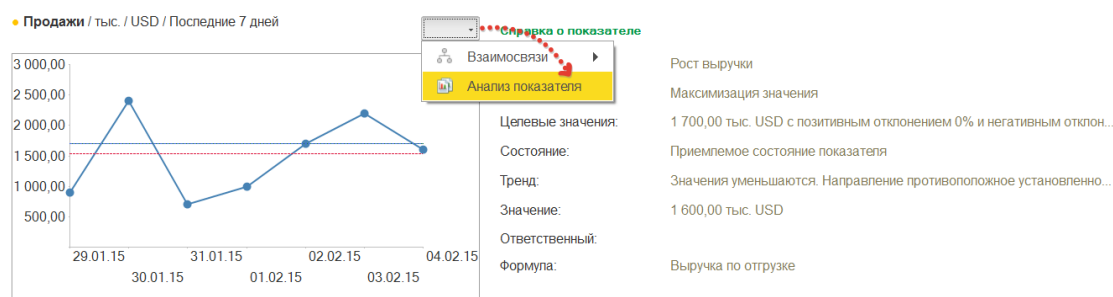 Продажи / тыс. / USD / Последние 7 дней
Справка о показателе
Взаимосвязи
Анализ показателя
3 000,00
2 500,00
2 000,00
1 500,00
1 000,00
500,00
29.01.15
30.01.15
31.01.15
01.02.15
02.02.15
03.02.15
04.02.15
Рост выручки
Максимизация значения
Целевые значения: 1 700,00 тыс. USD с позитивным отклонением 0% и негативным отклон...
Состояние: Приемлемое состояние показателя
Тренд: Значения уменьшаются. Направление противоположное установленно...
Значение: 1 600,00 тыс. USD
Ответственный:
Формула: Выручка по отгрузке